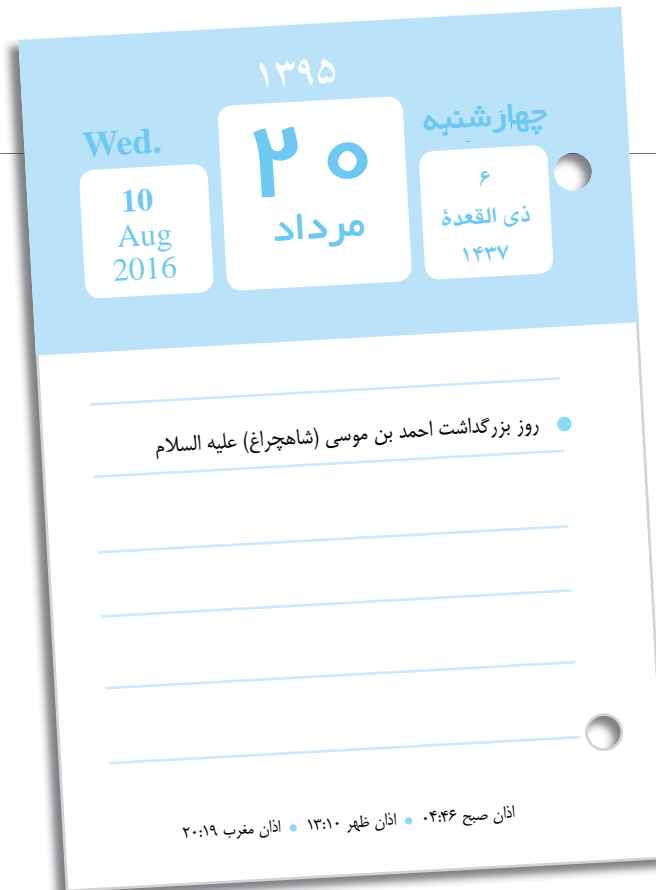 ۱۳۹۵
چهارشنبه
۲۰
مرداد
Wed.
۶
ذی القعدة
۱۴۳۷
10
Aug
2016
روز بزرگداشت احمد بن موسی (شاهچراغ) علیه السلام
اذان صبح ۰۴:۴۶ • اذان ظهر ۱۳:۱۰ • اذان مغرب ۲۰:۱۹